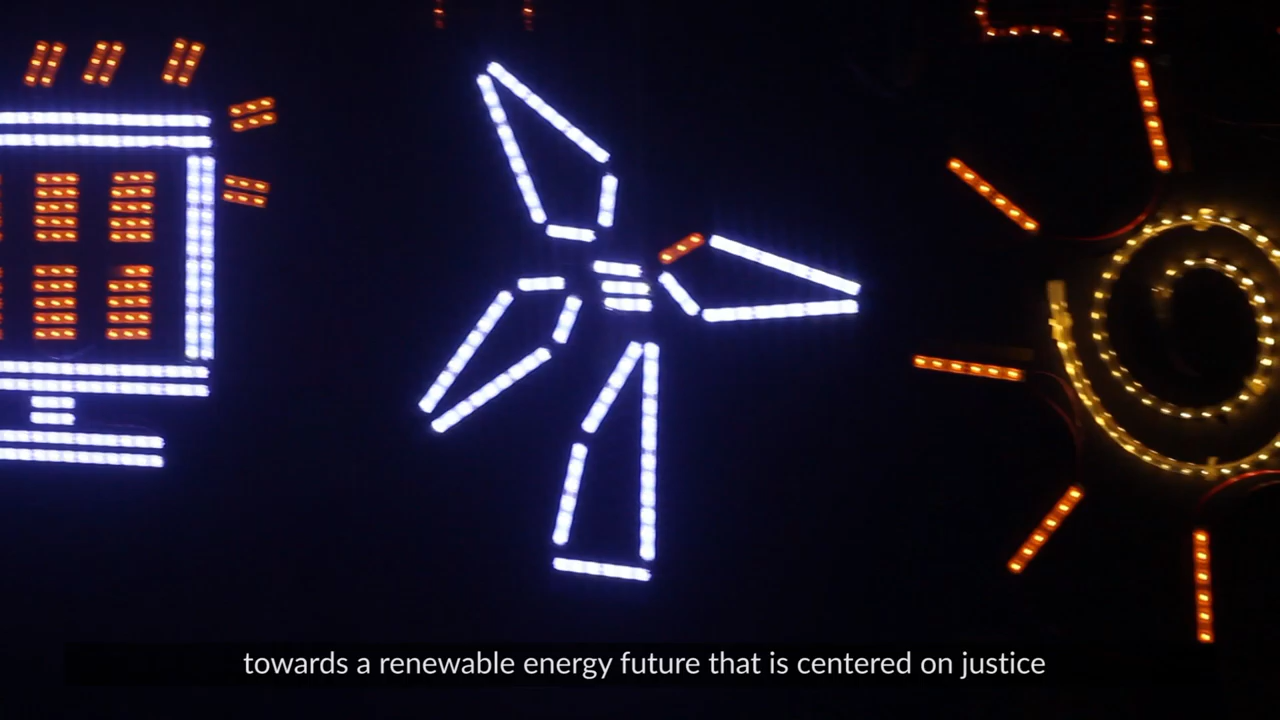 towards a renewable energy future that is centered on justice